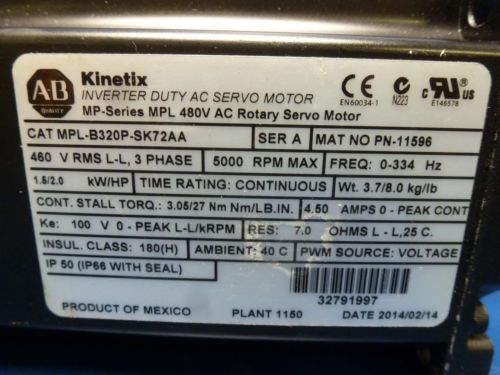 AB
QUALITY
Kinetix
INVERTER DUTY AC SERVO MOTOR
MP-Series MPL 480V AC Rotary Servo Motor
CE
EN60034-1
N223
c RU us
E146578
CAT MPL-B320P-SK72AA SER A MAT NO PN-11596
460 V RMS L-L, 3 PHASE 5000 RPM MAX FREQ: 0-334 HZ
1.5/2.0 kW/HP TIME RATING: CONTINUOUS Wt. 3.7/8.0 kg/lb
CONT. STALL TORQ.: 3.05/27 Nm Nm/LB.IN. 4.50 AMPS 0 - PEAK CONT
Ke: 100 V 0 - PEAK L-L/kRPM RES: 7.0 OHMS L - L,25 C.
INSUL. CLASS: 180(H) AMBIENT: 40 C PWM SOURCE: VOLTAGE
IP 50 (IP66 WITH SEAL)
32791997
PRODUCT OF MEXICO PLANT 1150 DATE 2014/02/14